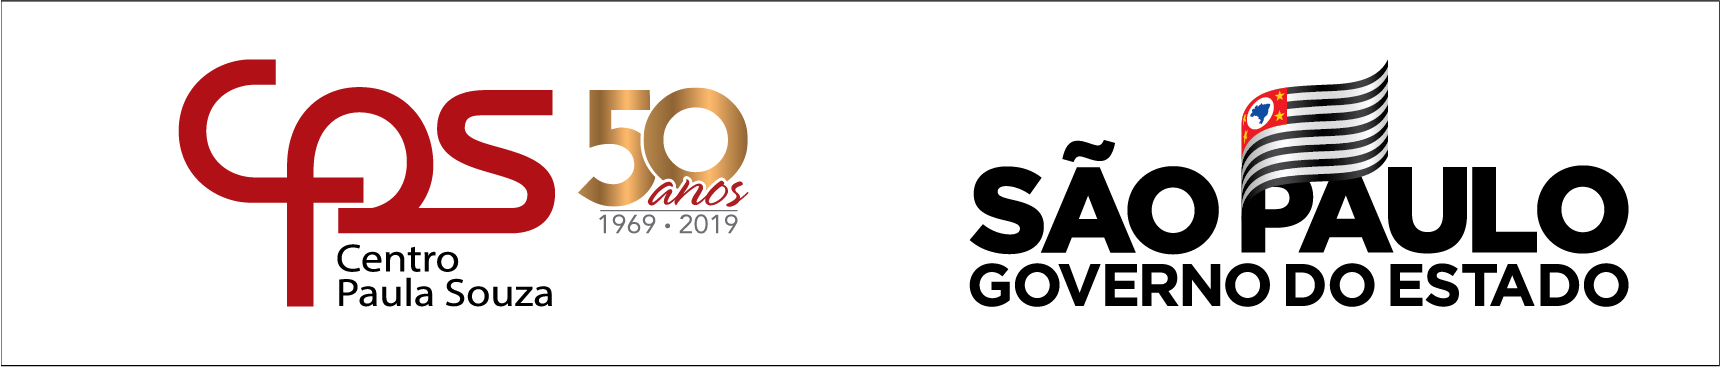 CPS
Centro
Paula Souza
50
anos
1969 • 2019
SÃO PAULO
GOVERNO DO ESTADO